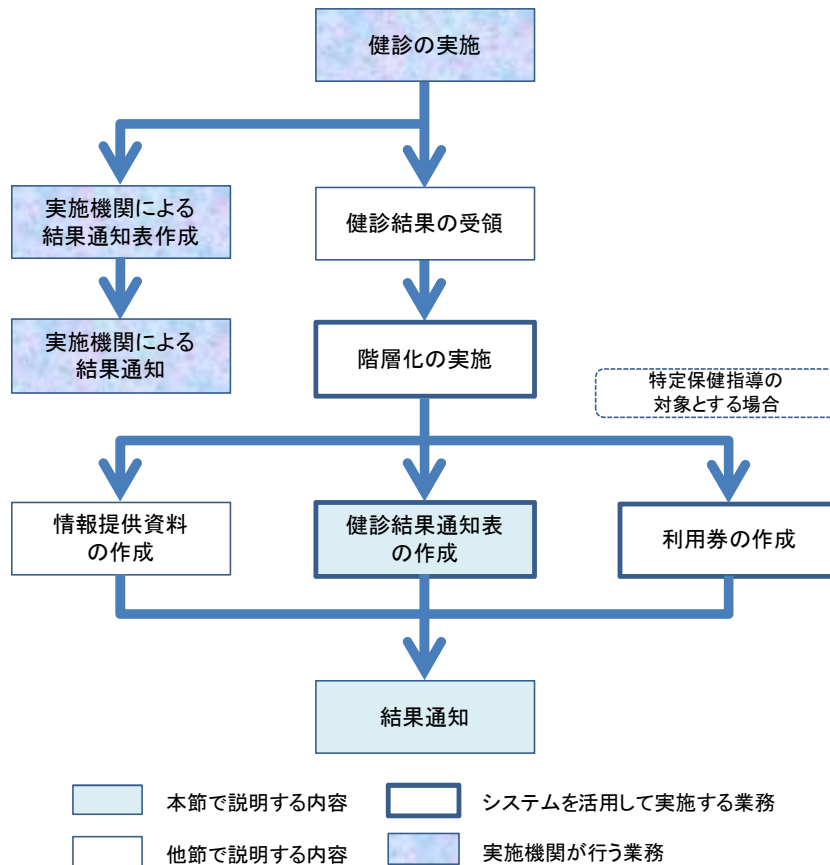 健診の実施
実施機関による
結果通知表作成
健診結果の受領
実施機関による
結果通知
階層化の実施
特定保健指導の
対象とする場合
情報提供資料
の作成
健診結果通知表
の作成
利用券の作成
結果通知
本節で説明する内容
システムを活用して実施する業務
他節で説明する内容
実施機関が行う業務